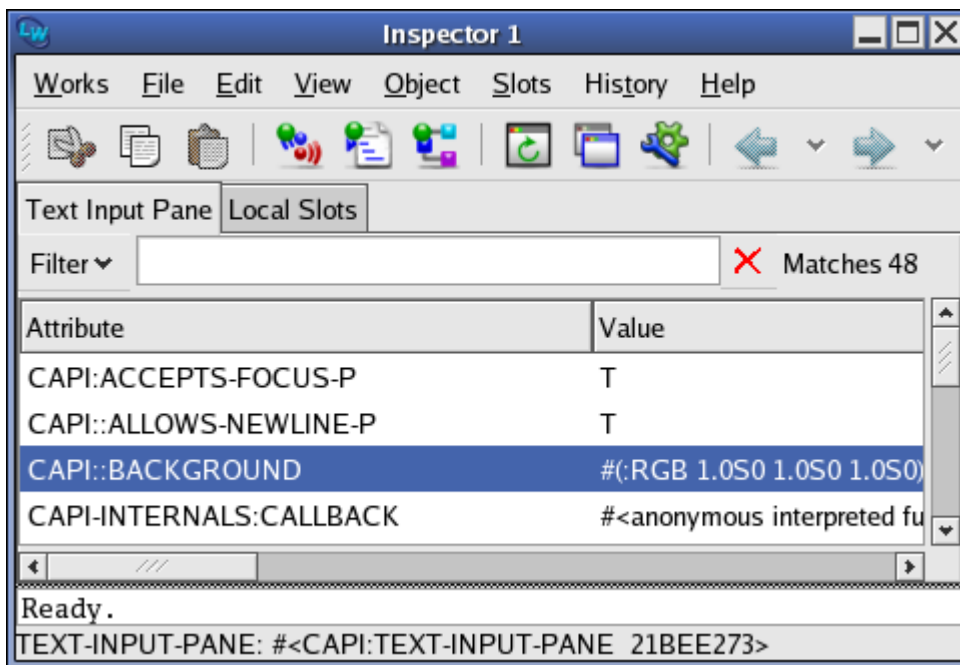 LW Inspector 1
Works File Edit View Object Slots History Help
Text Input Pane Local Slots
Filter Matches 48
Attribute Value
CAPI:ACCEPTS-FOCUS-P T
CAPI::ALLOWS-NEWLINE-P T
CAPI::BACKGROUND #(:RGB 1.0S0 1.0S0 1.0S0)
CAPI-INTERNALS:CALLBACK #<anonymous interpreted fu
Ready.
TEXT-INPUT-PANE: #<CAPI:TEXT-INPUT-PANE 21BEE273>